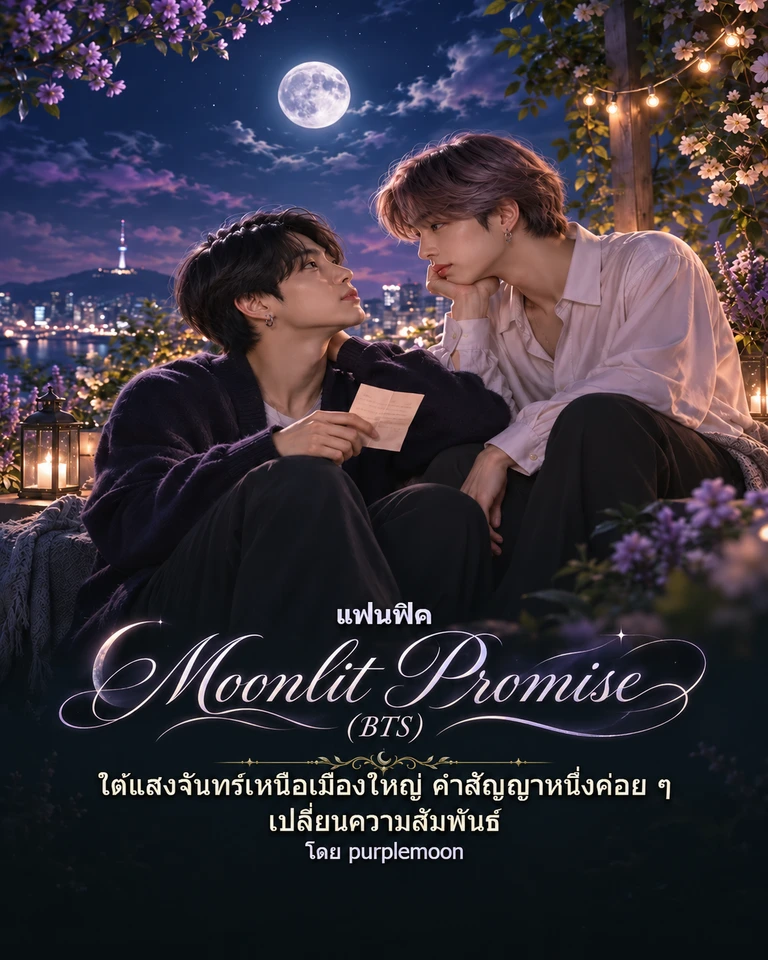 แฟนฟิค
Moonlit Promise
(BTS)
ใต้แสงจันทร์เหนือเมืองใหญ่ คำสัญญาหนึ่งค่อย ๆ
เปลี่ยนความสัมพันธ์
โดย purplemoon